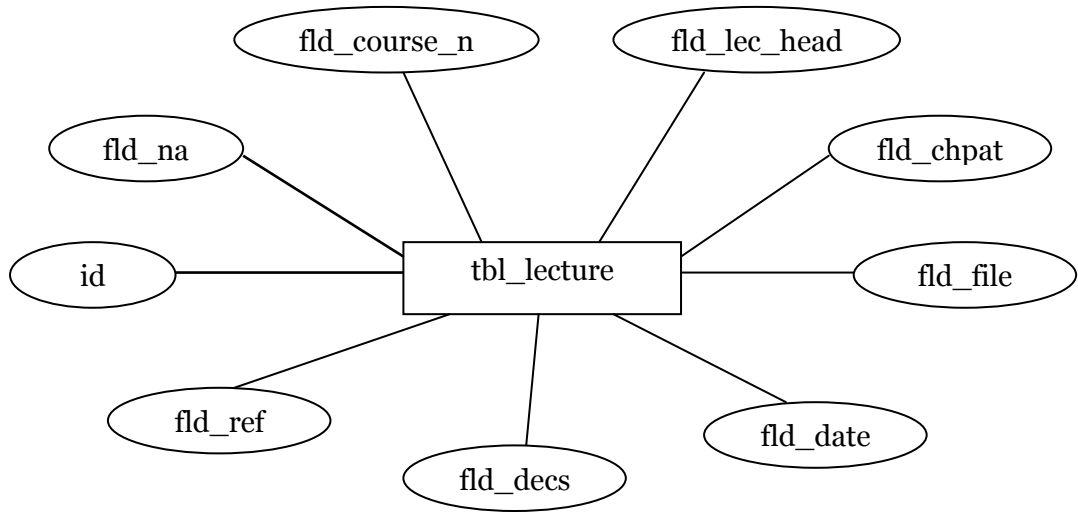 fld_course_n
fld_lec_head
fld_na
fld_chpat
id
tbl_lecture
fld_file
fld_ref
fld_decs
fld_date